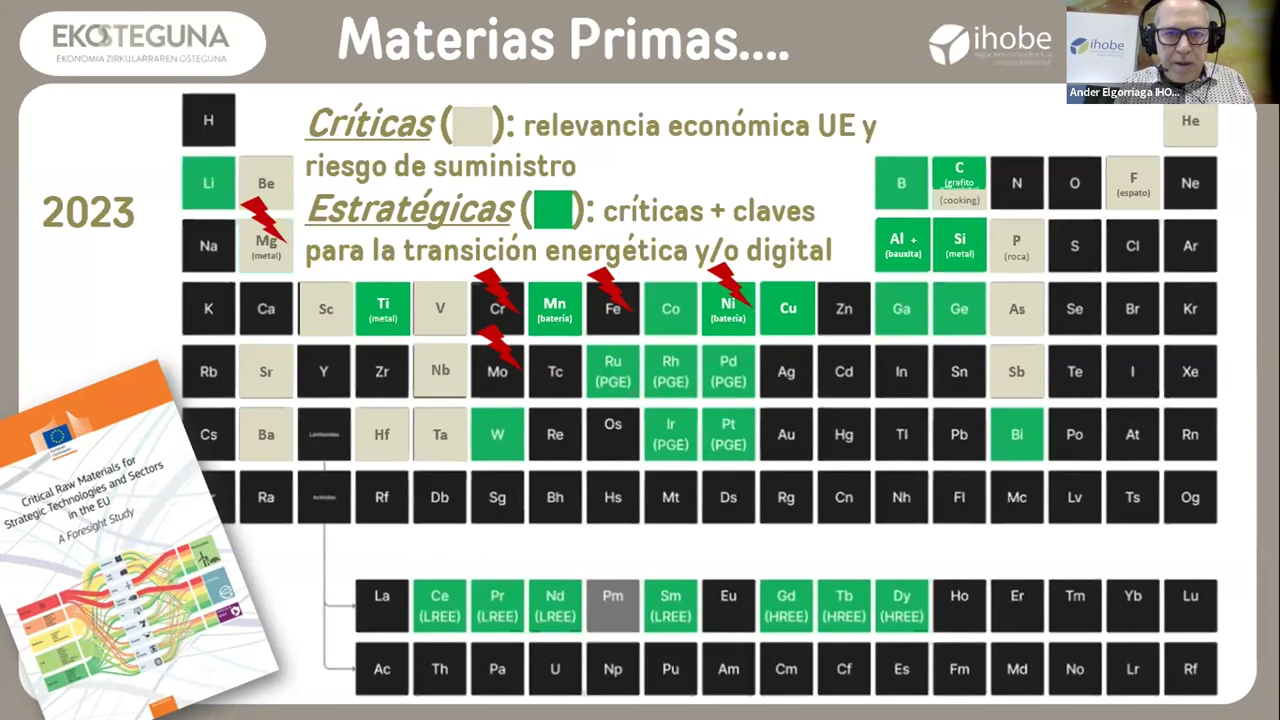 EKOSTEGUNA
EKONOMIA ZIRKULARRAREN OSTEGUNA
Materias Primas....
ihobe
ihobe
Ander Elgorriaga IHO...
2023
Críticas ( ): relevancia económica UE y
riesgo de suministro
Estratégicas ( ): críticas + claves
para la transición energética y/o digital
H He
Li Be B C (grafito (cooking) N O F (espato) Ne
Na Mg (metal) Al + (bauxita) Si (metal) P (roca) S Cl Ar
K Ca Sc Ti (metal) V Cr Mn (batería) Fe Co Ni (batería) Cu Zn Ga Ge As Se Br Kr
Rb Sr Y Zr Nb Mo Tc Ru (PGE) Rh (PGE) Pd (PGE) Ag Cd In Sn Sb Te I Xe
Cs Ba Lanthanides Hf Ta W Re Os Ir (PGE) Pt (PGE) Au Hg Tl Pb Bi Po At Rn
Ra Rf Db Sg Bh Hs Mt Ds Rg Cn Nh Fl Mc Lv Ts Og
La Ce (LREE) Pr (LREE) Nd (LREE) Pm Sm (LREE) Eu Gd (HREE) Tb (HREE) Dy (HREE) Ho Er Tm Yb Lu
Ac Th Pa U Np Pu Am Cm Cf Es Fm Md No Lr Rf
Critical Raw Materials for
Strategic Technologies and Sectors
in the EU
A Foresight Study